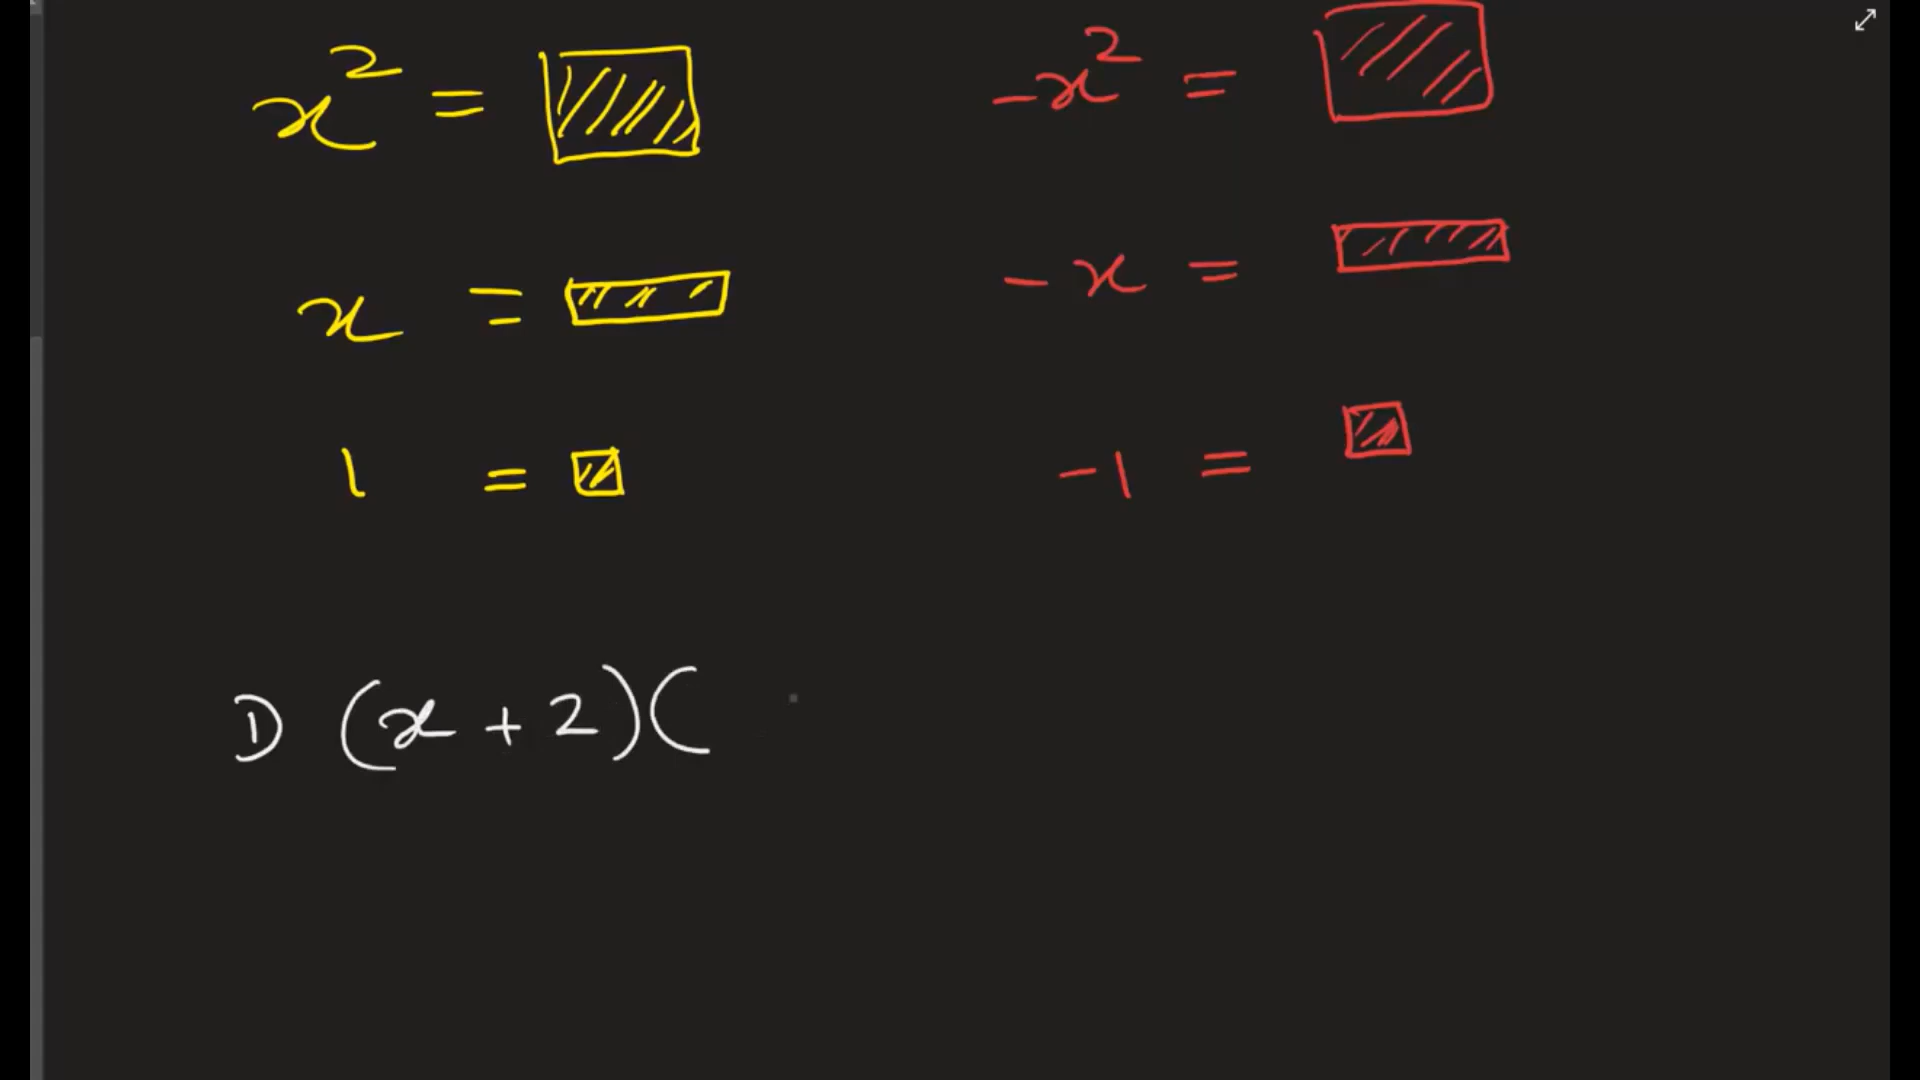 x² =
-x² =
x =
-x =
1 =
-1 =
1) (x + 2)(